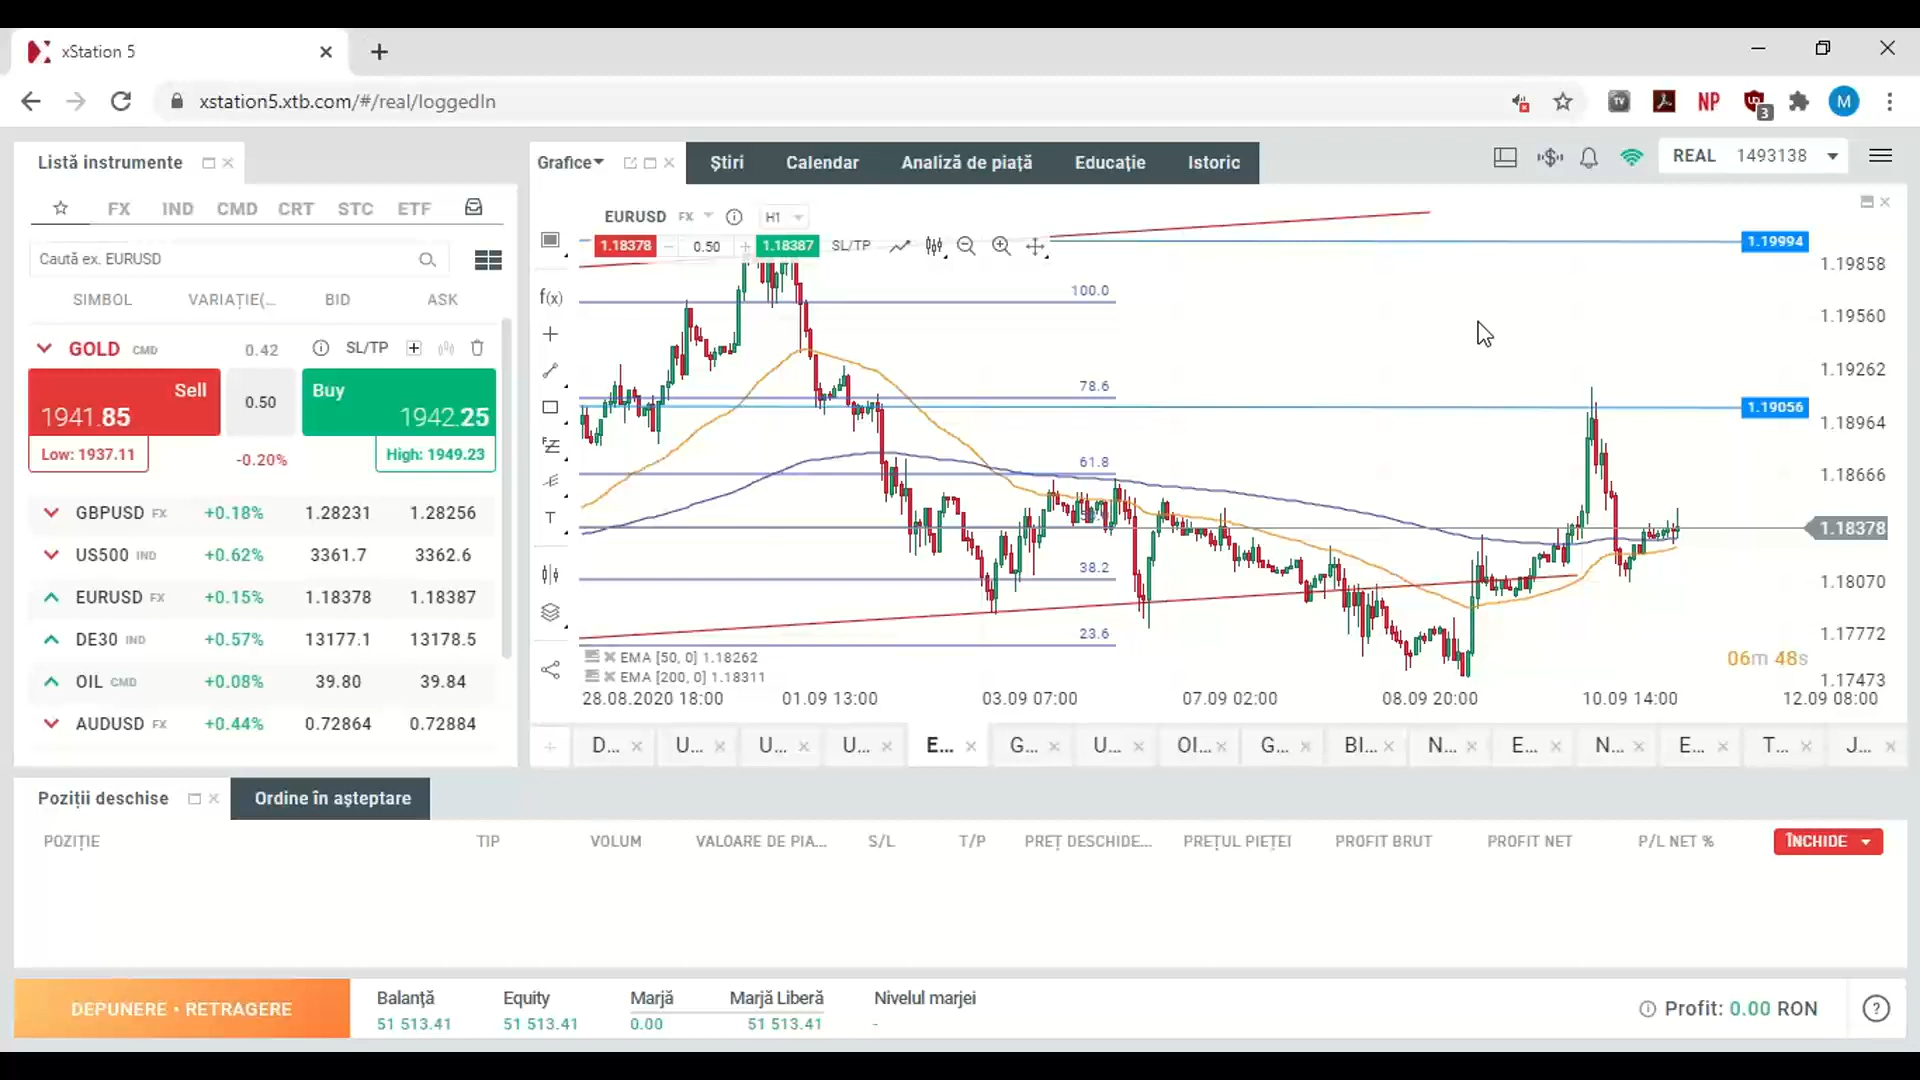 xStation 5
xstation5.xtb.com/#/real/loggedIn
NP
3
M
Listă instrumente
FX IND CMD CRT STC ETF
Caută ex. EURUSD
SIMBOL VARIAȚIE(... BID ASK
GOLD CMD 0.42 SL/TP
Sell 0.50 Buy
1941.85 1942.25
Low: 1937.11 -0.20% High: 1949.23
GBPUSD FX +0.18% 1.28231 1.28256
US500 IND +0.62% 3361.7 3362.6
EURUSD FX +0.15% 1.18378 1.18387
DE30 IND +0.57% 13177.1 13178.5
OIL CMD +0.08% 39.80 39.84
AUDUSD FX +0.44% 0.72864 0.72884
Grafice Știri Calendar Analiză de piață Educație Istoric
REAL 1493138
EURUSD FX H1
1.18378 0.50 1.18387 SL/TP
f(x)
T
100.0
78.6
61.8
38.2
23.6
1.19994
1.19858
1.19560
1.19262
1.19056
1.18964
1.18666
1.18378
1.18070
1.17772
1.17473
06m 48s
EMA [50, 0] 1.18262
EMA [200, 0] 1.18311
28.08.2020 18:00 01.09 13:00 03.09 07:00 07.09 02:00 08.09 20:00 10.09 14:00 12.09 08:00
D... U... U... U... E... G... U... OI... G... BI... N... E... N... E... T... J...
Poziții deschise Ordine în așteptare
POZIȚIE TIP VOLUM VALOARE DE PIA... S/L T/P PREȚ DESCHIDE... PREȚUL PIEȚEI PROFIT BRUT PROFIT NET P/L NET % ÎNCHIDE
DEPUNERE • RETRAGERE
Balanță Equity Marjă Marjă Liberă Nivelul marjei
51 513.41 51 513.41 0.00 51 513.41 -
Profit: 0.00 RON